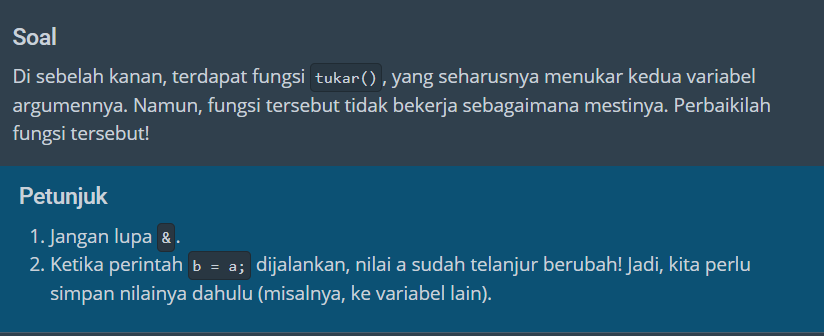 Soal
Di sebelah kanan, terdapat fungsi tukar(), yang seharusnya menukar kedua variabel
argumennya. Namun, fungsi tersebut tidak bekerja sebagaimana mestinya. Perbaikilah
fungsi tersebut!
Petunjuk
1. Jangan lupa &.
2. Ketika perintah b = a; dijalankan, nilai a sudah telanjur berubah! Jadi, kita perlu
simpan nilainya dahulu (misalnya, ke variabel lain).